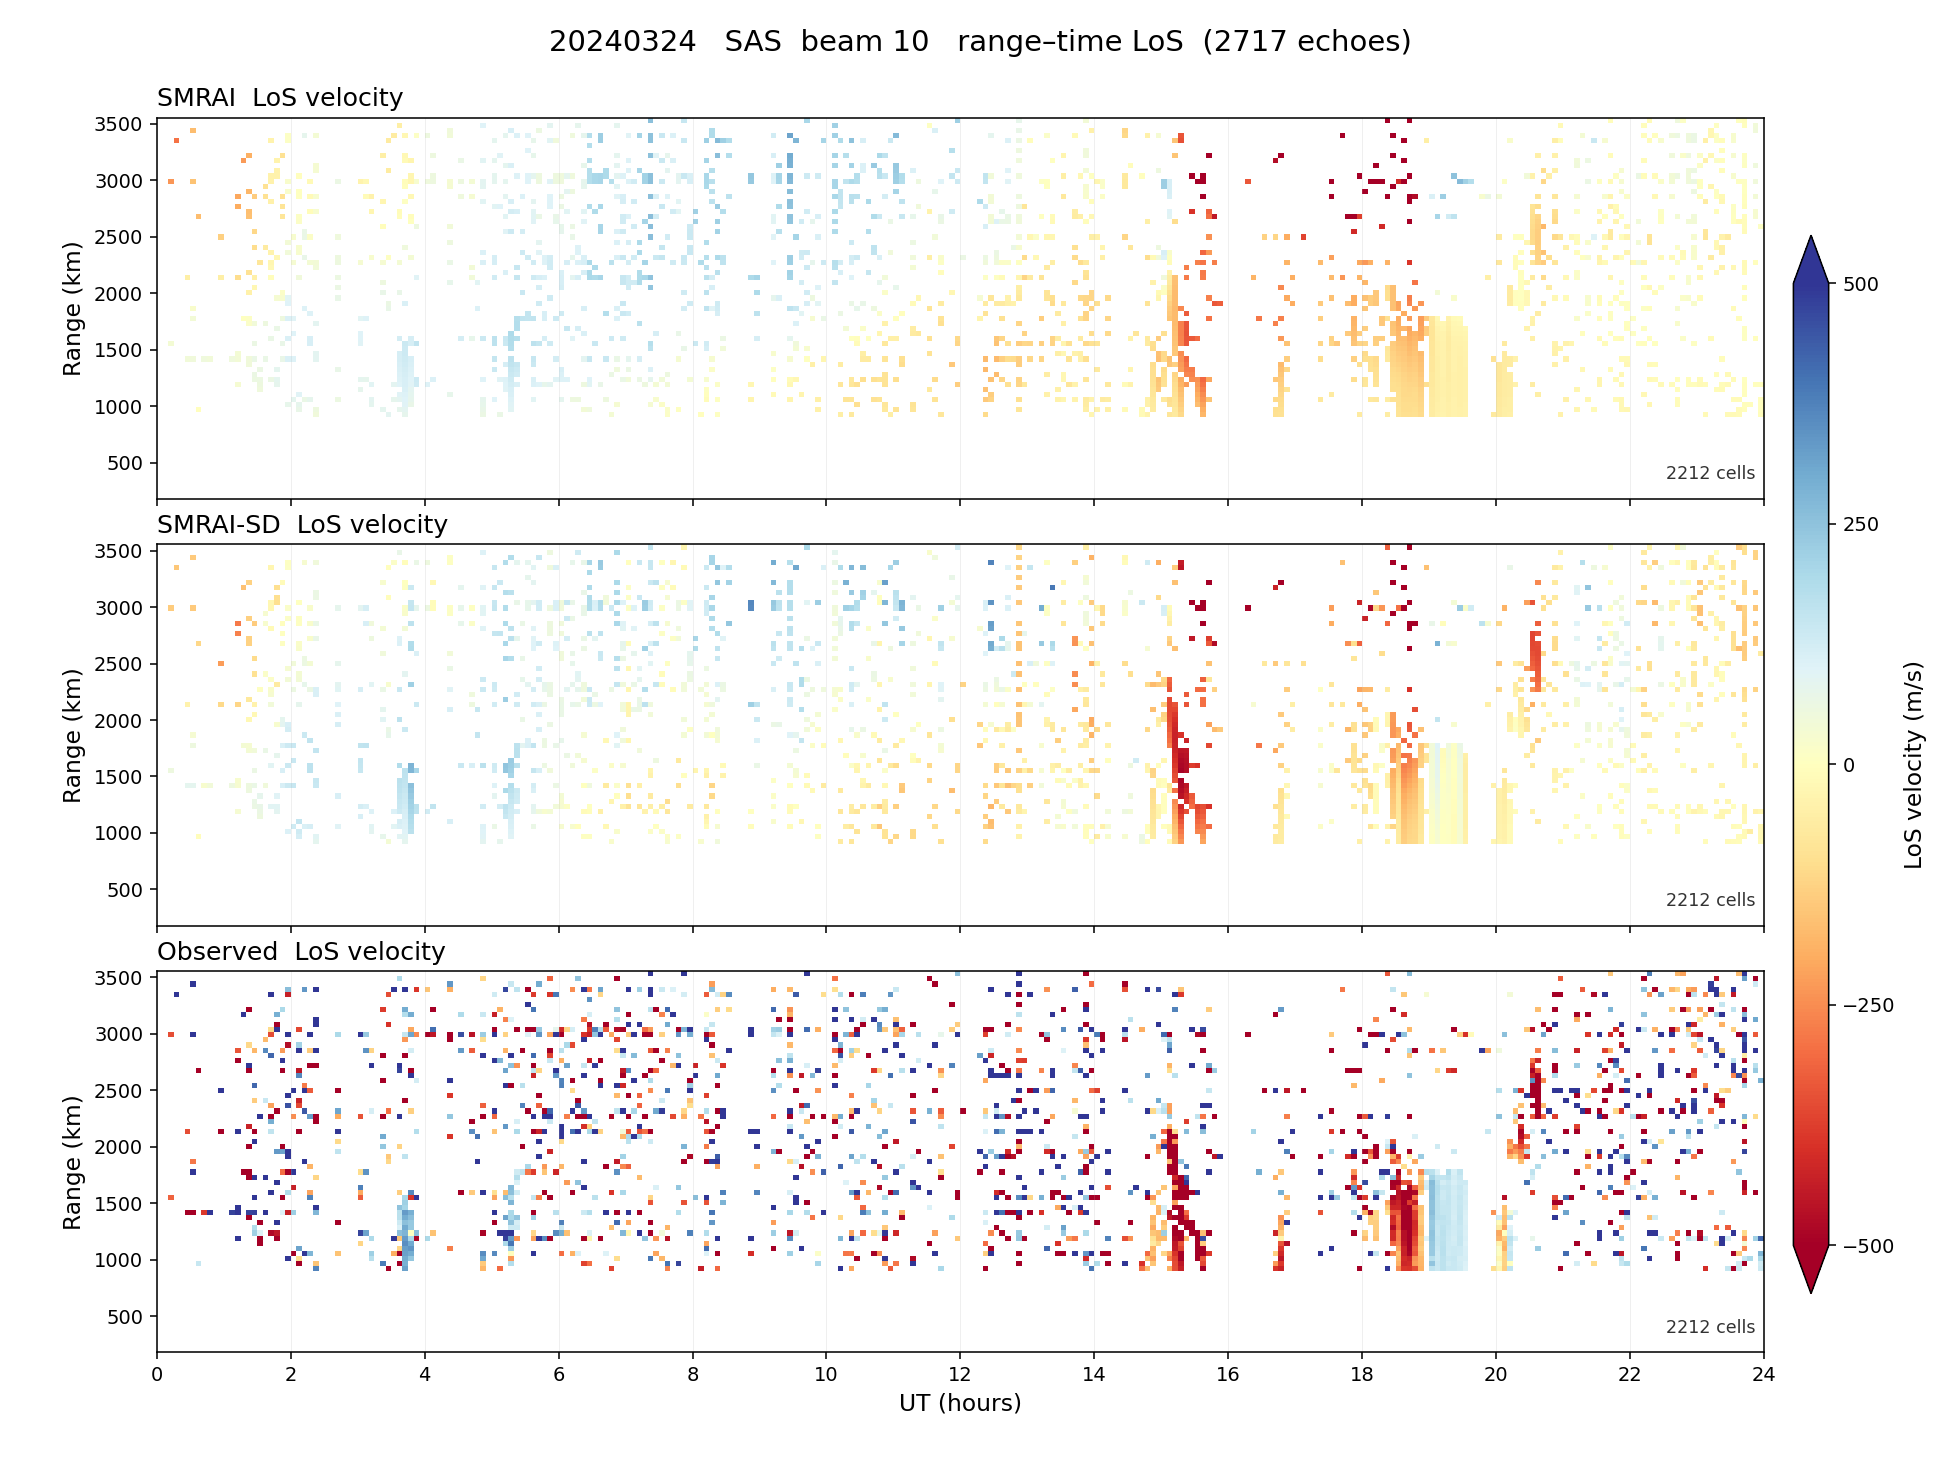 20240324   SAS  beam 10   range–time LoS  (2717 echoes)
SMRAI  LoS velocity
3500
3000
2500
2000
1500
1000
500
Range (km)
2212 cells
SMRAI-SD  LoS velocity
3500
3000
2500
2000
1500
1000
500
Range (km)
2212 cells
Observed  LoS velocity
3500
3000
2500
2000
1500
1000
500
Range (km)
2212 cells
0 2 4 6 8 10 12 14 16 18 20 22 24
UT (hours)
500
250
0
−250
−500
LoS velocity (m/s)